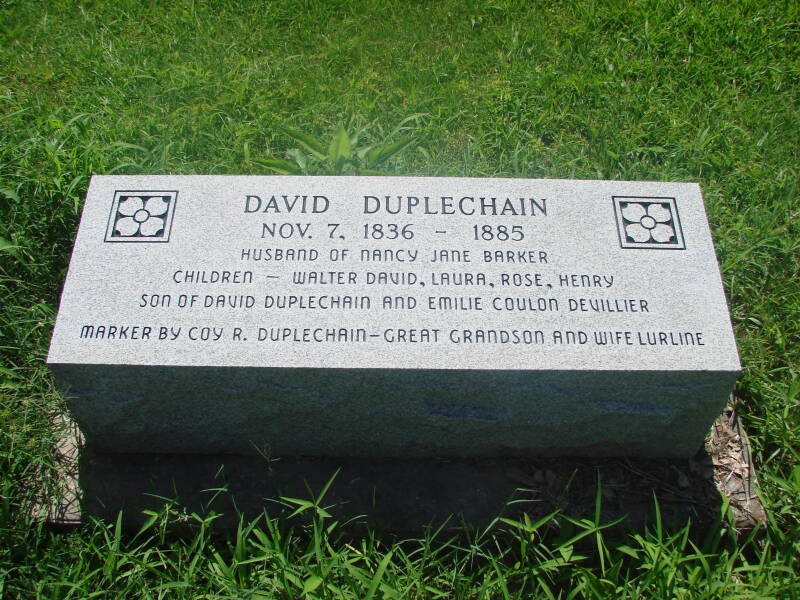 DAVID DUPLECHAIN
NOV. 7, 1836 - 1885
HUSBAND OF NANCY JANE BARKER
CHILDREN - WALTER DAVID, LAURA, ROSE, HENRY
SON OF DAVID DUPLECHAIN AND EMILIE COULON DEVILLIER
MARKER BY COY R. DUPLECHAIN-GREAT GRANDSON AND WIFE LURLINE